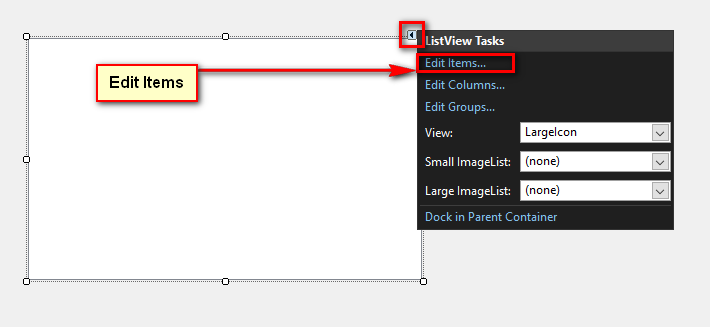 ListView Tasks
Edit Items...
Edit Items
Edit Columns...
Edit Groups...
View: LargeIcon
Small ImageList: (none)
Large ImageList: (none)
Dock in Parent Container